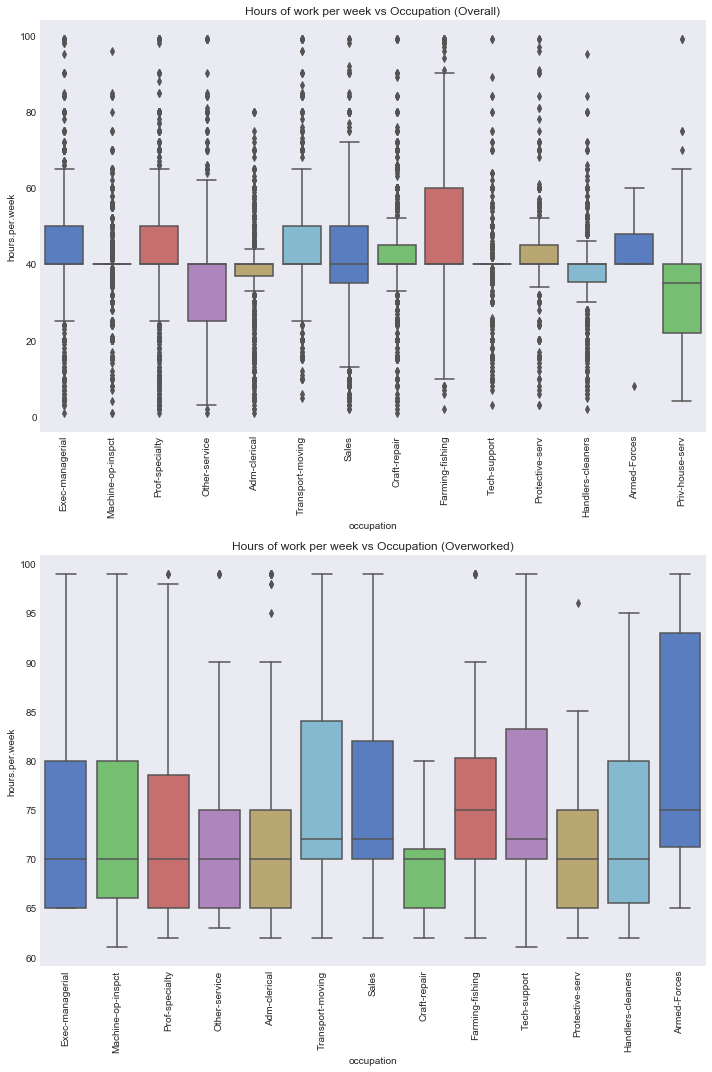 Hours of work per week vs Occupation (Overall)
100
80
60
40
20
0
hours.per.week
Exec-managerial
Machine-op-inspct
Prof-specialty
Other-service
Adm-clerical
Transport-moving
Sales
Craft-repair
Farming-fishing
Tech-support
Protective-serv
Handlers-cleaners
Armed-Forces
Priv-house-serv
occupation
Hours of work per week vs Occupation (Overworked)
100
95
90
85
80
75
70
65
60
hours.per.week
Exec-managerial
Machine-op-inspct
Prof-specialty
Other-service
Adm-clerical
Transport-moving
Sales
Craft-repair
Farming-fishing
Tech-support
Protective-serv
Handlers-cleaners
Armed-Forces
occupation